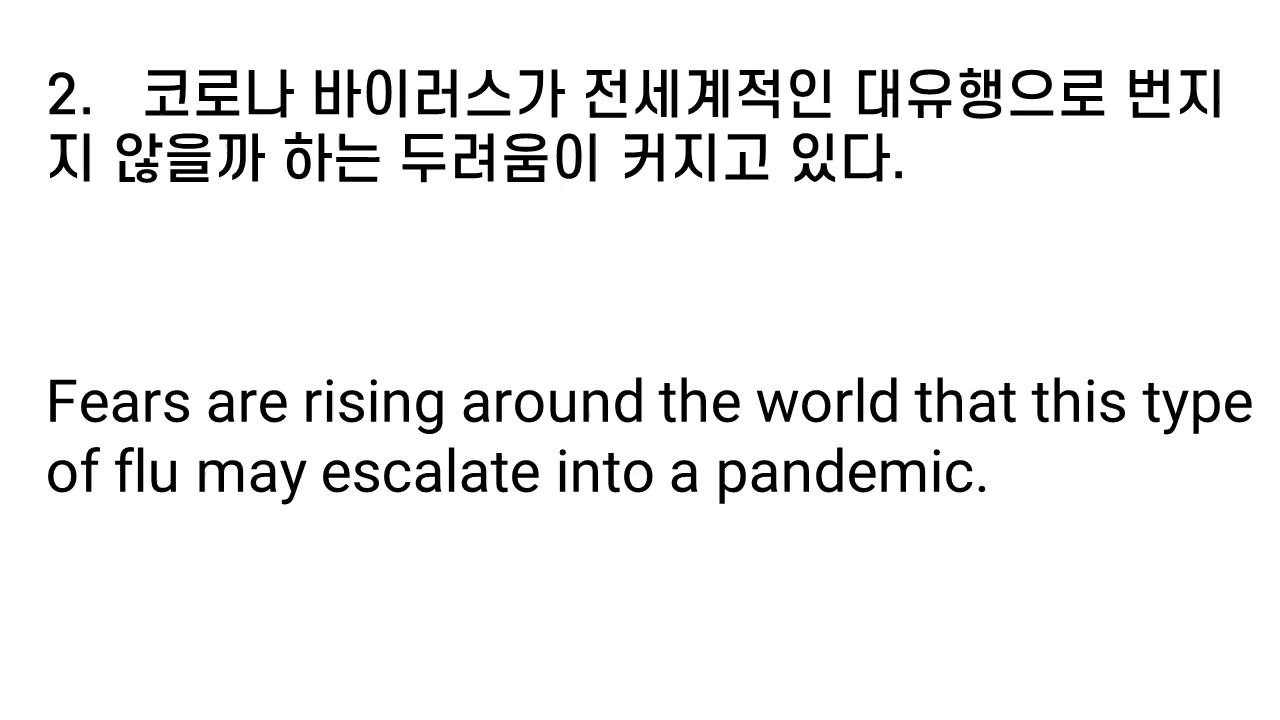 2. 코로나 바이러스가 전세계적인 대유행으로 번지
지 않을까 하는 두려움이 커지고 있다.
Fears are rising around the world that this type
of flu may escalate into a pandemic.